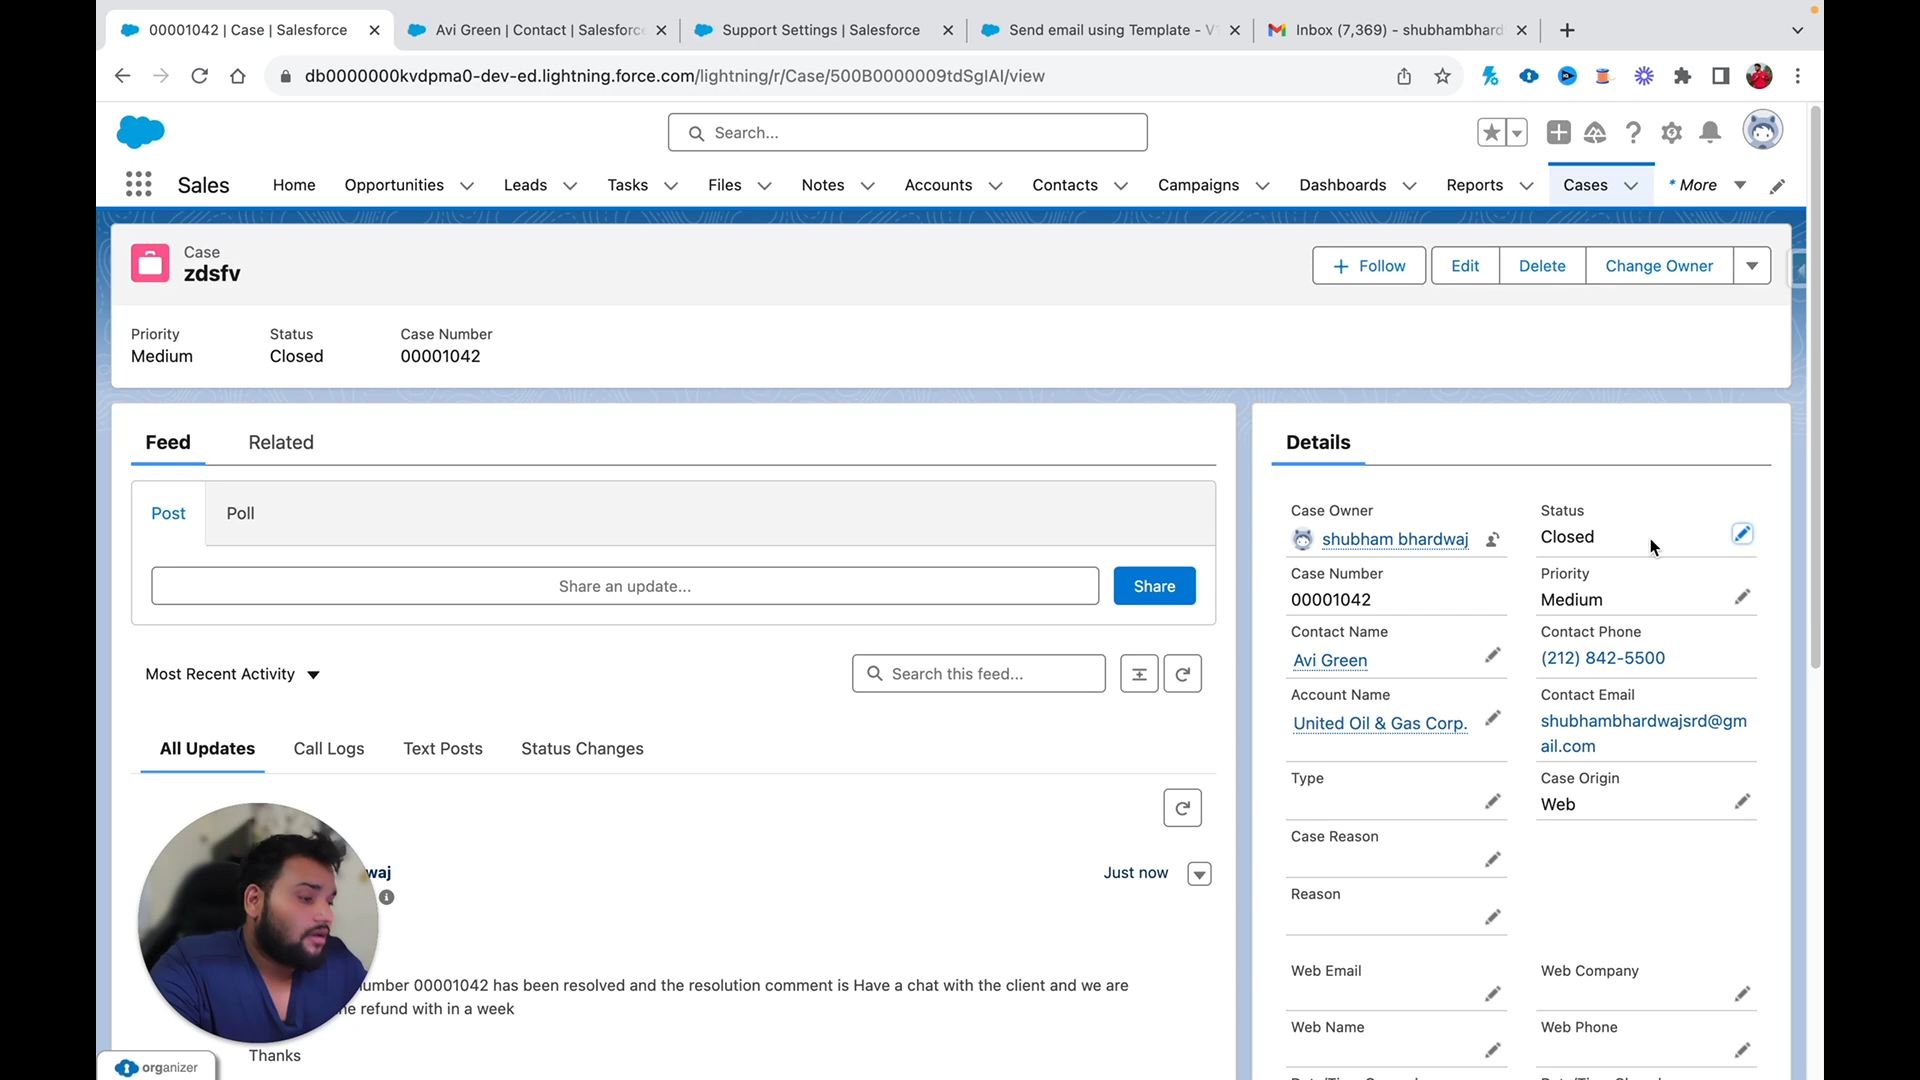 00001042 | Case | Salesforce
Avi Green | Contact | Salesforc
Support Settings | Salesforce
Send email using Template - V
Inbox (7,369) - shubhambhard
db0000000kvdpma0-dev-ed.lightning.force.com/lightning/r/Case/500B0000009tdSgIAI/view
Search...
Sales
Home
Opportunities
Leads
Tasks
Files
Notes
Accounts
Contacts
Campaigns
Dashboards
Reports
Cases
* More
Case
zdsfv
Follow
Edit
Delete
Change Owner
Priority
Medium
Status
Closed
Case Number
00001042
Feed
Related
Post
Poll
Share an update...
Share
Most Recent Activity
Search this feed...
All Updates
Call Logs
Text Posts
Status Changes
waj
Just now
umber 00001042 has been resolved and the resolution comment is Have a chat with the client and we are
he refund with in a week
Thanks
organizer
Details
Case Owner
shubham bhardwaj
Status
Closed
Case Number
00001042
Priority
Medium
Contact Name
Avi Green
Contact Phone
(212) 842-5500
Account Name
United Oil & Gas Corp.
Contact Email
shubhambhardwajsrd@gm
ail.com
Type
Case Origin
Web
Case Reason
Reason
Web Email
Web Company
Web Name
Web Phone